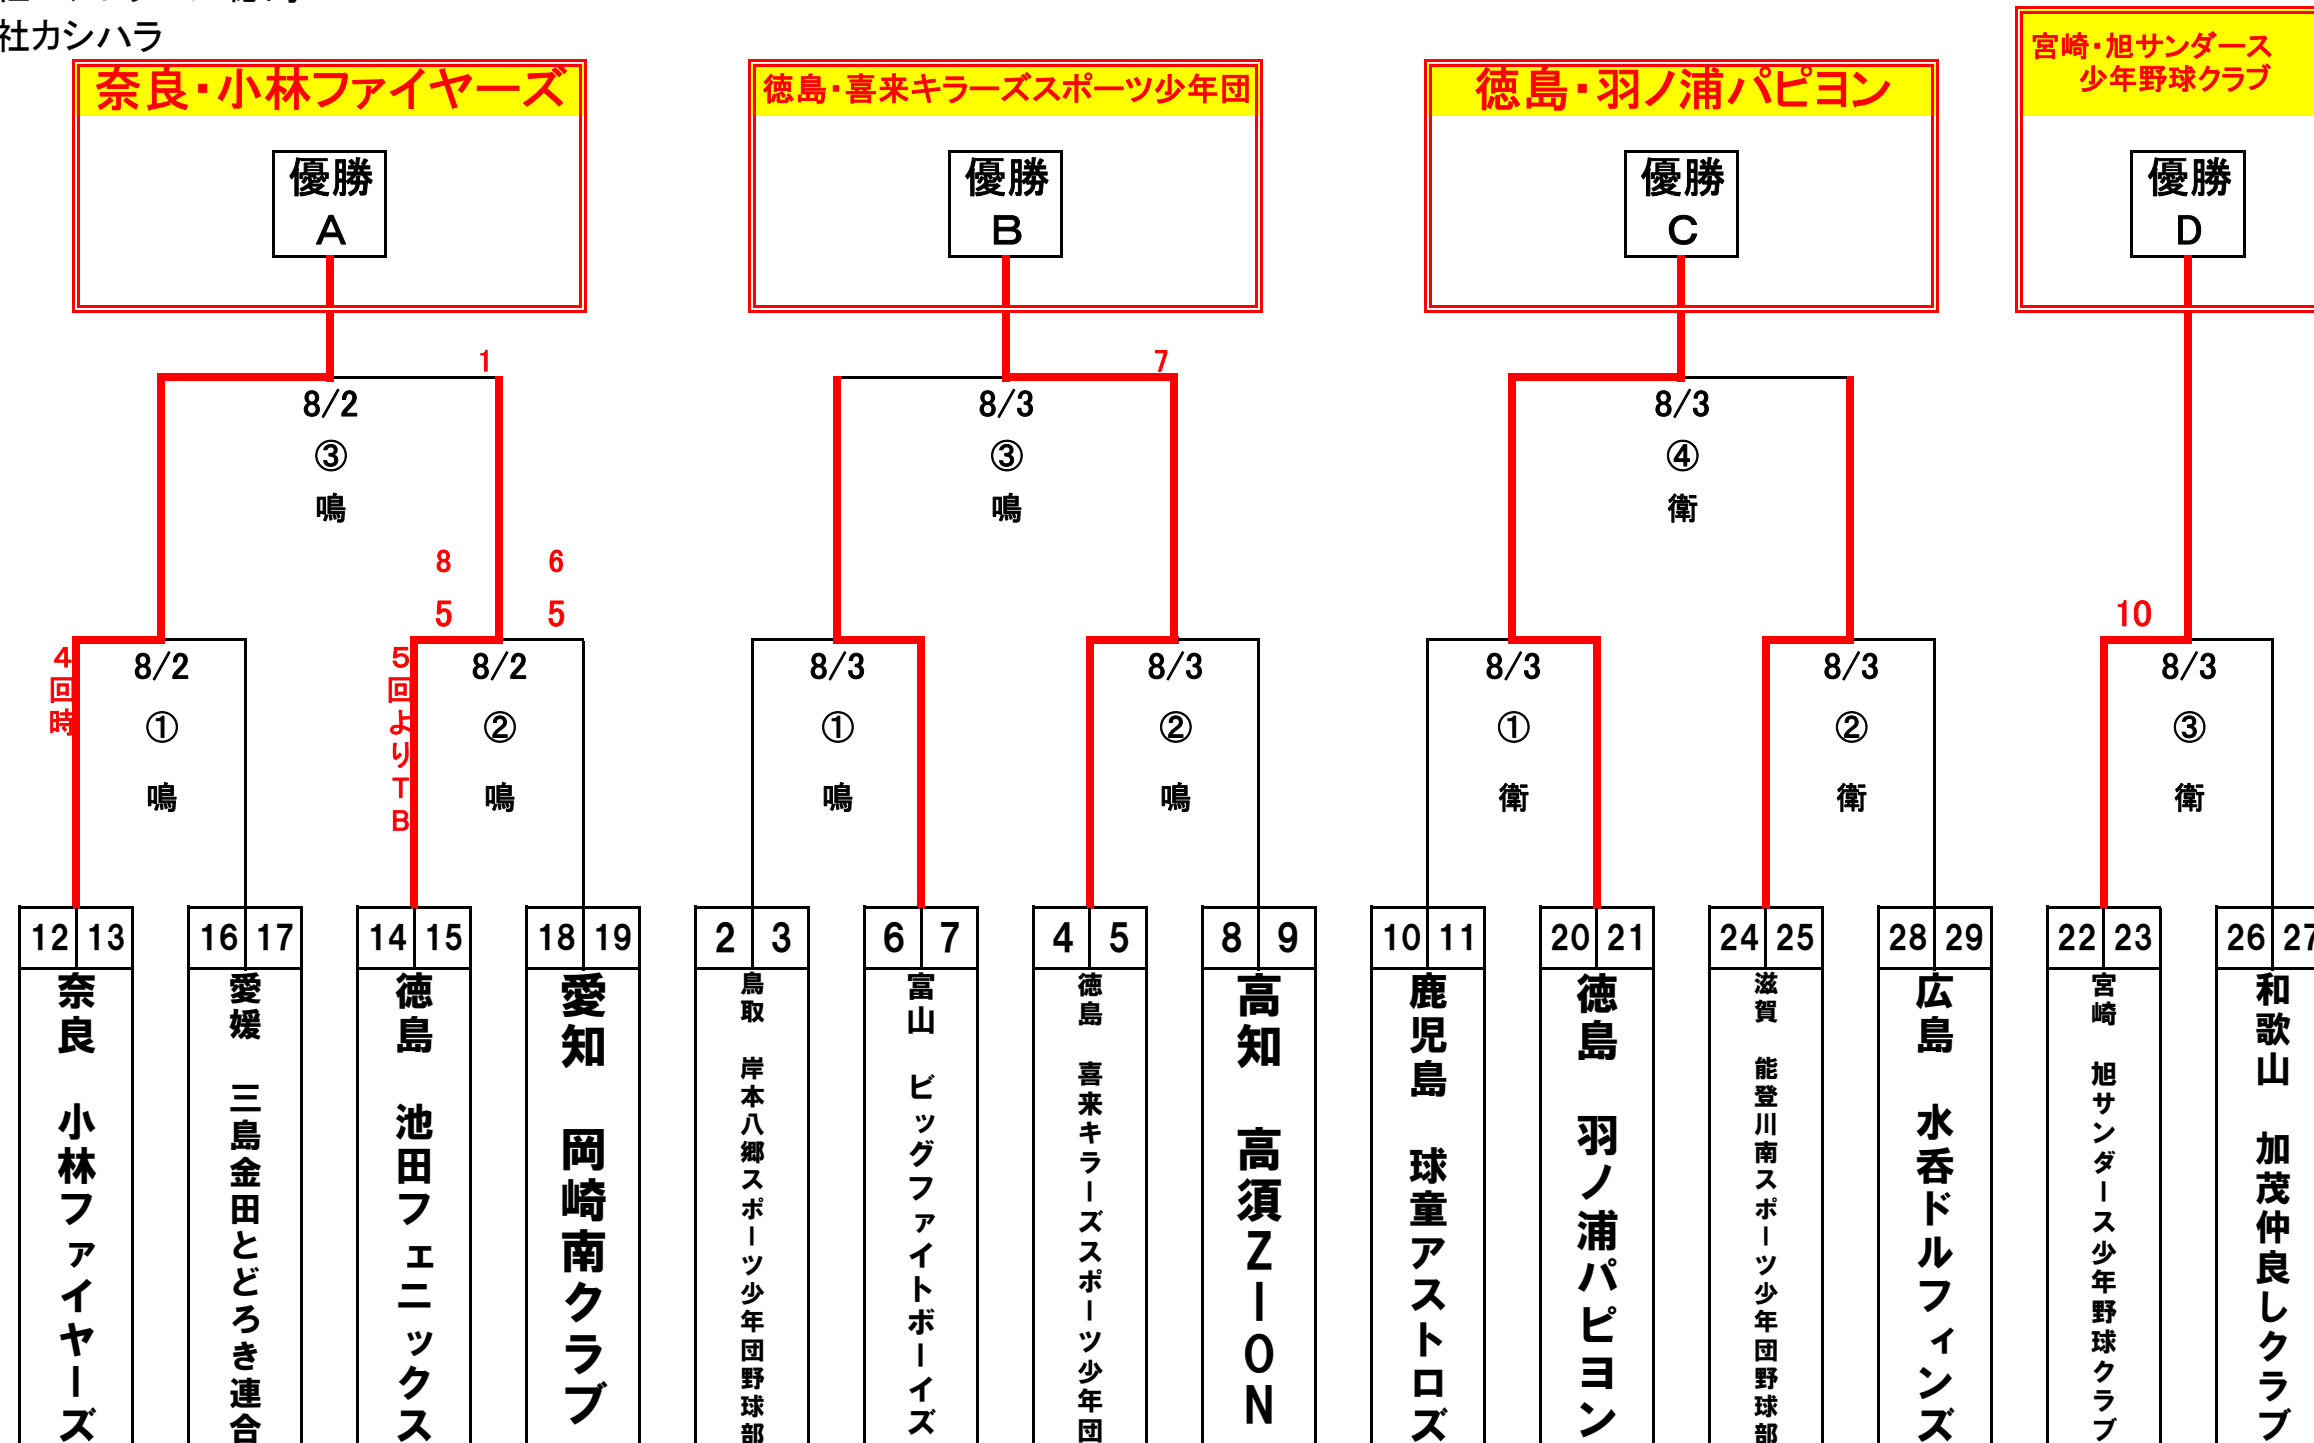 社カシハラ
奈良・小林ファイヤーズ
徳島・喜来キラーズスポーツ少年団
徳島・羽ノ浦パピヨン
宮崎・旭サンダース
少年野球クラブ
優勝
A
優勝
B
優勝
C
優勝
D
1
7
8/2
③
鳴
8/3
③
鳴
8/3
④
衛
8
6
5
5
10
4回時
8/2
①
鳴
5回よりTB
8/2
②
鳴
8/3
①
鳴
8/3
②
鳴
8/3
①
衛
8/3
②
衛
8/3
③
衛
12 13
16 17
14 15
18 19
2 3
6 7
4 5
8 9
10 11
20 21
24 25
28 29
22 23
26 27
奈良 小林ファイヤーズ
愛媛 三島金田とどろき連合
徳島 池田フェニックス
愛知 岡崎南クラブ
鳥取 岸本八郷スポーツ少年団野球部
富山 ビッグファイトボーイズ
徳島 喜来キラーズスポーツ少年団
高知 高須ZION
鹿児島 球童アストロズ
徳島 羽ノ浦パピヨン
滋賀 能登川南スポーツ少年団野球部
広島 水呑ドルフィンズ
宮崎 旭サンダース少年野球クラブ
和歌山 加茂仲良しクラブ